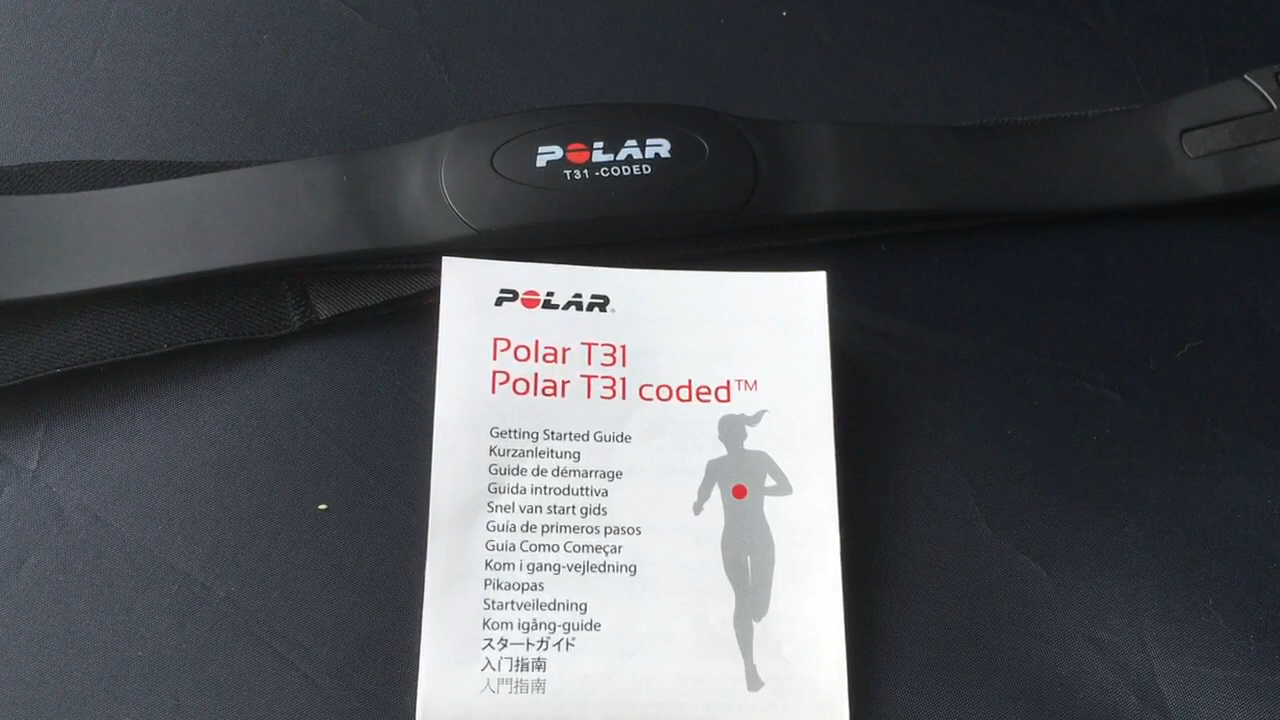 POLAR
T31 -CODED
POLAR
Polar T31
Polar T31 coded™
Getting Started Guide
Kurzanleitung
Guide de démarrage
Guida introduttiva
Snel van start gids
Guía de primeros pasos
Guia Como Começar
Kom i gang-vejledning
Pikaopas
Startveiledning
Kom igång-guide
スタートガイド
入门指南
入門指南